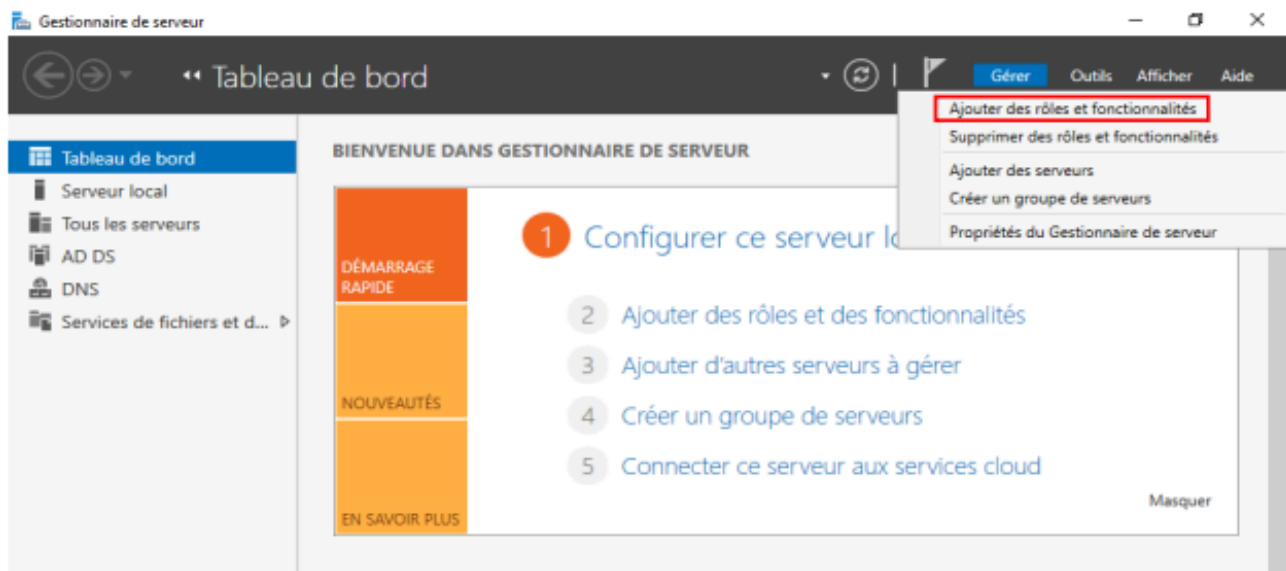 Gestionnaire de serveur
Tableau de bord
Gérer Outils Afficher Aide
Ajouter des rôles et fonctionnalités
Supprimer des rôles et fonctionnalités
Ajouter des serveurs
Créer un groupe de serveurs
Propriétés du Gestionnaire de serveur
Tableau de bord
Serveur local
Tous les serveurs
AD DS
DNS
Services de fichiers et d...
BIENVENUE DANS GESTIONNAIRE DE SERVEUR
DÉMARRAGE
RAPIDE
NOUVEAUTÉS
EN SAVOIR PLUS
1 Configurer ce serveur
2 Ajouter des rôles et des fonctionnalités
3 Ajouter d'autres serveurs à gérer
4 Créer un groupe de serveurs
5 Connecter ce serveur aux services cloud
Masquer